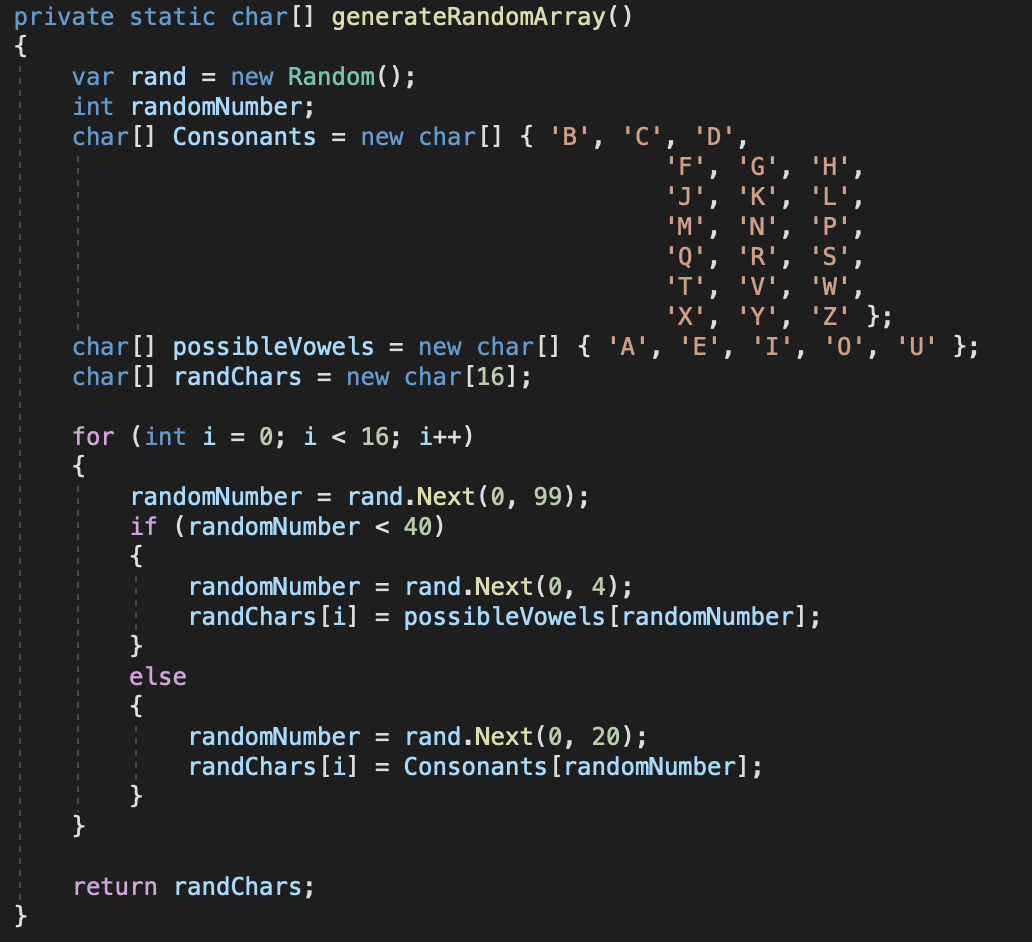 private static char[] generateRandomArray()
{
    var rand = new Random();
    int randomNumber;
    char[] Consonants = new char[] { 'B', 'C', 'D',
                                             'F', 'G', 'H',
                                             'J', 'K', 'L',
                                             'M', 'N', 'P',
                                             'Q', 'R', 'S',
                                             'T', 'V', 'W',
                                             'X', 'Y', 'Z' };
    char[] possibleVowels = new char[] { 'A', 'E', 'I', 'O', 'U' };
    char[] randChars = new char[16];

    for (int i = 0; i < 16; i++)
    {
        randomNumber = rand.Next(0, 99);
        if (randomNumber < 40)
        {
            randomNumber = rand.Next(0, 4);
            randChars[i] = possibleVowels[randomNumber];
        }
        else
        {
            randomNumber = rand.Next(0, 20);
            randChars[i] = Consonants[randomNumber];
        }
    }

    return randChars;
}